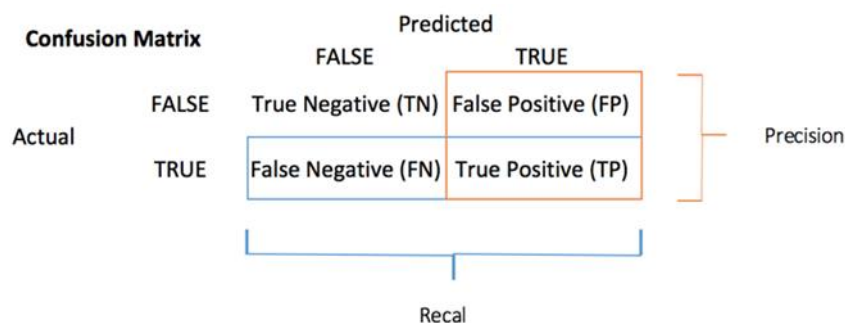 Confusion Matrix
Predicted
FALSE TRUE
FALSE True Negative (TN) False Positive (FP)
Actual
Precision
TRUE False Negative (FN) True Positive (TP)
Recal